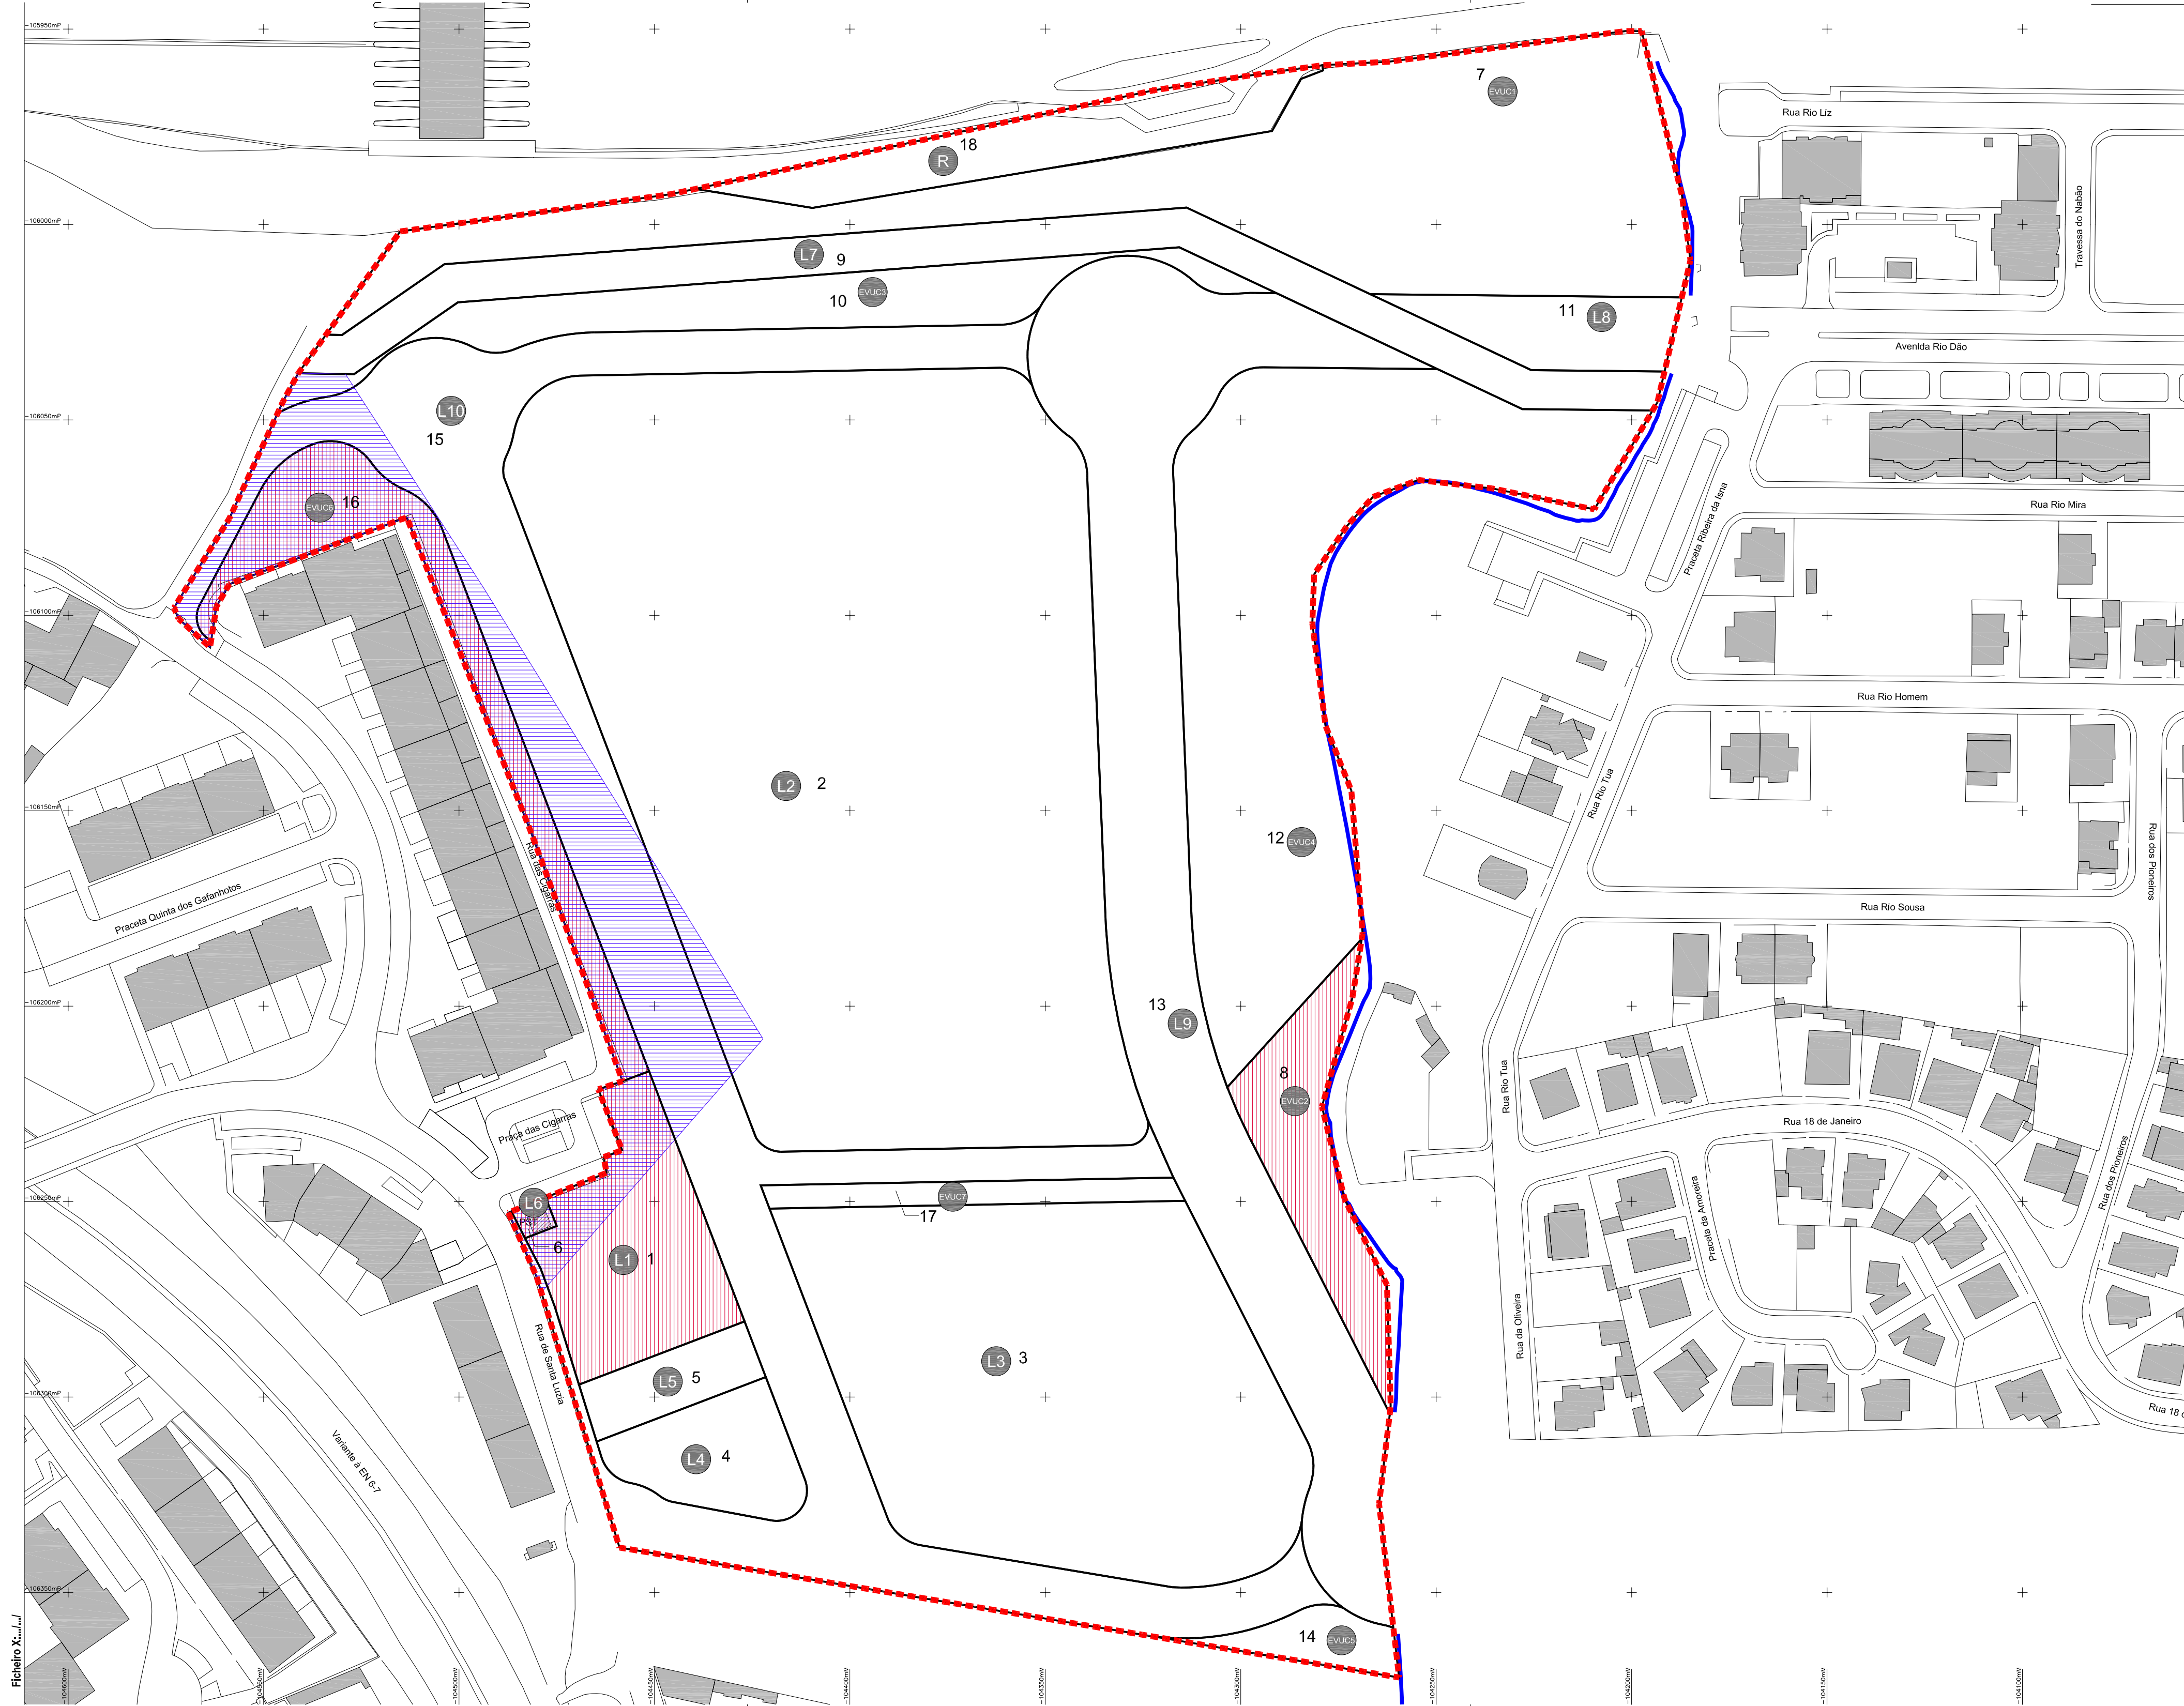 -105950mP
7
EVUC1
Rua Rio Liz
18
R
Travessa do Nabão
-106000mP
L7
9
10
EVUC3
11
L8
Avenida Rio Dão
-106050mP
L10
15
EVUC6
16
Rua Rio Mira
Praceta Ribeira da Isna
-106100mP
Rua Rio Homem
L2
2
Rua Rio Tua
-106150mP
12
EVUC4
Rua das Cigarras
Rua dos Pioneiros
Praceta Quinta dos Gafanhotos
Rua Rio Sousa
-106200mP
13
L9
8
EVUC2
Rua Rio Tua
Praça das Cigarras
Rua 18 de Janeiro
Rua dos Pioneiros
-106250mP
L6
PS1
6
EVUC7
17
Praceta da Amoreira
L1
1
Rua da Oliveira
Rua de Santa Luzia
L5
5
L3
3
-106300mP
Rua 18 d
L4
4
Variante à EN 6-7
-106350mP
14
EVUC5
Ficheiro X:..../..../
-104600mM
-104550mM
-104500mM
-104450mM
-104400mM
-104350mM
-104300mM
-104250mM
-104200mM
-104150mM
-104100mM